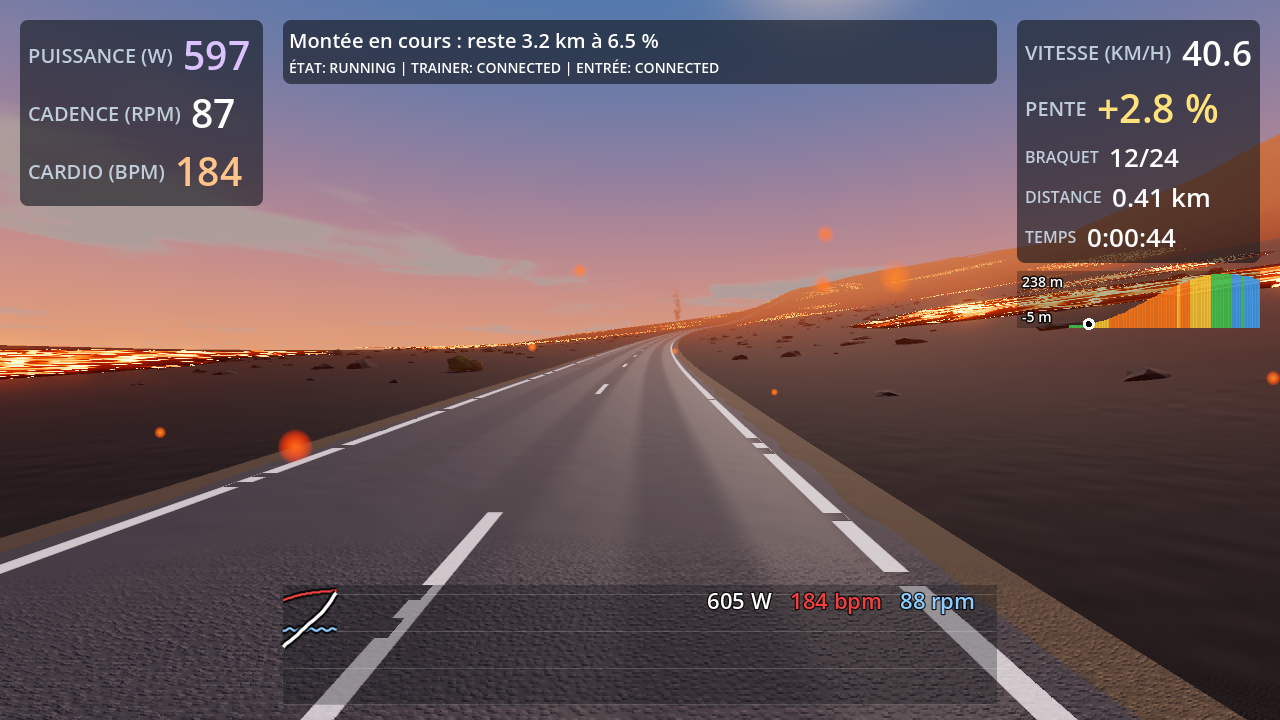 PUISSANCE (W) 597
CADENCE (RPM) 87
CARDIO (BPM) 184
Montée en cours : reste 3.2 km à 6.5 %
ÉTAT: RUNNING | TRAINER: CONNECTED | ENTRÉE: CONNECTED
VITESSE (KM/H) 40.6
PENTE +2.8 %
BRAQUET 12/24
DISTANCE 0.41 km
TEMPS 0:00:44
238 m
-5 m
605 W 184 bpm 88 rpm